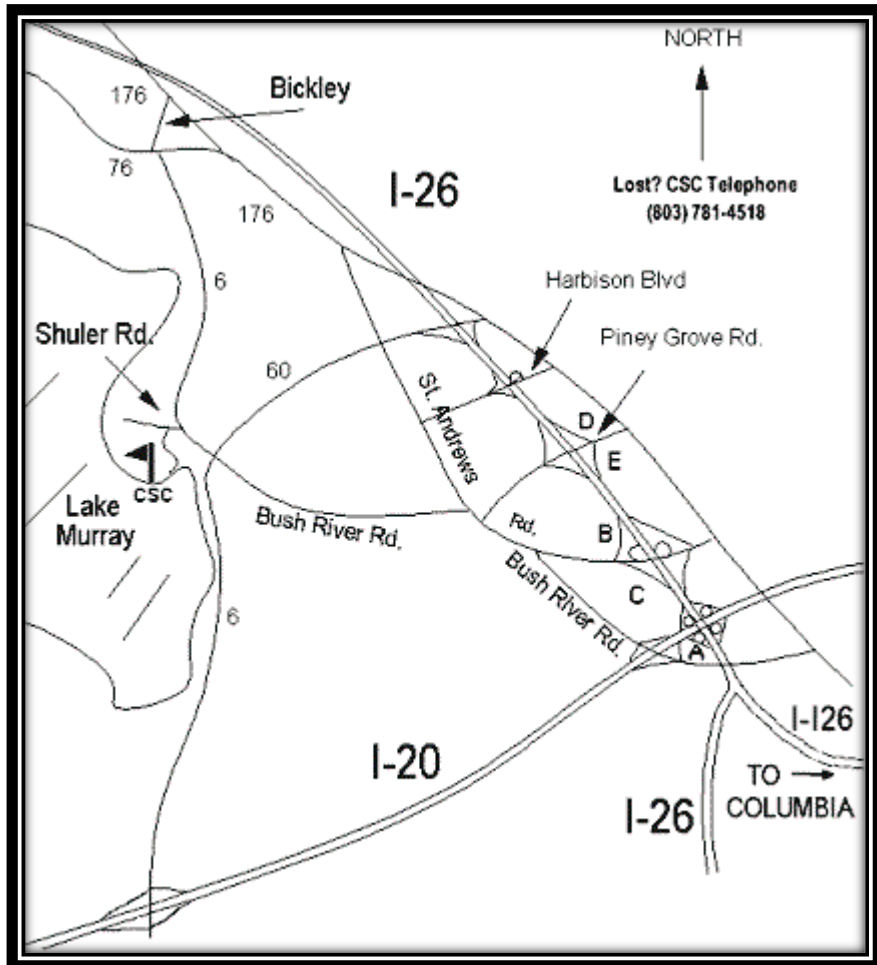 NORTH
176
Bickley
76
I-26
Lost? CSC Telephone
(803) 781-4518
176
6
Harbison Blvd
Shuler Rd.
Piney Grove Rd.
60
St. Andrews
D
E
CSC
Lake
Murray
Bush River Rd.
Rd.
B
Bush River Rd.
C
6
A
I-I26
I-20
TO
COLUMBIA
I-26